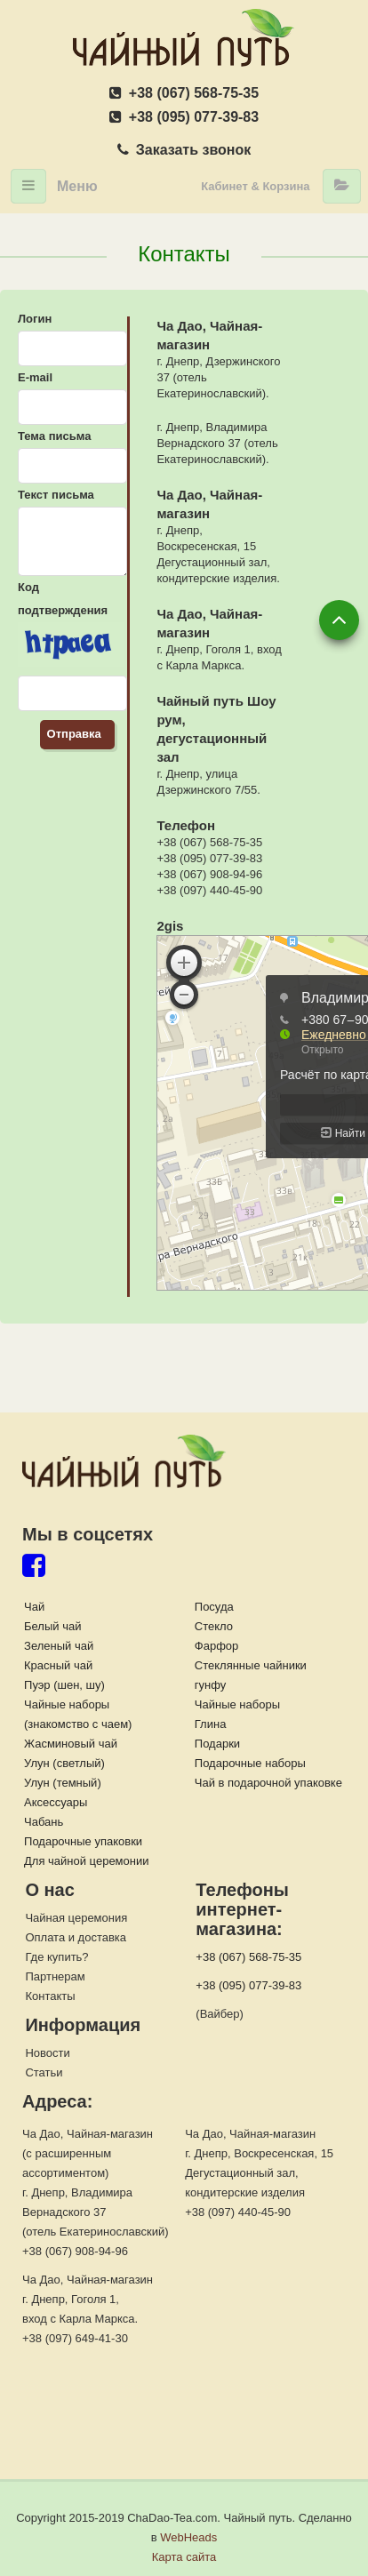 ЧАЙНЫЙ ПУТЬ
+38 (067) 568-75-35
+38 (095) 077-39-83
Заказать звонок
Меню
Кабинет & Корзина
Контакты
Логин
E-mail
Тема письма
Текст письма
Код
подтверждения
htpaea
Отправка
Ча Дао, Чайная-
магазин
г. Днепр, Дзержинского
37 (отель
Екатеринославский).
г. Днепр, Владимира
Вернадского 37 (отель
Екатеринославский).
Ча Дао, Чайная-
магазин
г. Днепр,
Воскресенская, 15
Дегустационный зал,
кондитерские изделия.
Ча Дао, Чайная-
магазин
г. Днепр, Гоголя 1, вход
с Карла Маркса.
Чайный путь Шоу
рум,
дегустационный
зал
г. Днепр, улица
Дзержинского 7/55.
Телефон
+38 (067) 568-75-35
+38 (095) 077-39-83
+38 (067) 908-94-96
+38 (097) 440-45-90
2gis
8
7
Владимир
+380 67‒90
Ежедневно
Открыто
Расчёт по карта
Найти
33Б
33в
29
33
18
22
21к
3
ра Вернадского
ЧАЙНЫЙ ПУТЬ
Мы в соцсетях
Чай
Белый чай
Зеленый чай
Красный чай
Пуэр (шен, шу)
Чайные наборы
(знакомство с чаем)
Жасминовый чай
Улун (светлый)
Улун (темный)
Аксессуары
Чабань
Подарочные упаковки
Для чайной церемонии
Посуда
Стекло
Фарфор
Стеклянные чайники
гунфу
Чайные наборы
Глина
Подарки
Подарочные наборы
Чай в подарочной упаковке
О нас
Чайная церемония
Оплата и доставка
Где купить?
Партнерам
Контакты
Информация
Новости
Статьи
Телефоны
интернет-
магазина:
+38 (067) 568-75-35
+38 (095) 077-39-83
(Вайбер)
Адреса:
Ча Дао, Чайная-магазин
(с расширенным
ассортиментом)
г. Днепр, Владимира
Вернадского 37
(отель Екатеринославский)
+38 (067) 908-94-96
Ча Дао, Чайная-магазин
г. Днепр, Гоголя 1,
вход с Карла Маркса.
+38 (097) 649-41-30
Ча Дао, Чайная-магазин
г. Днепр, Воскресенская, 15
Дегустационный зал,
кондитерские изделия
+38 (097) 440-45-90
Copyright 2015-2019 ChaDao-Tea.com. Чайный путь. Сделанно
в WebHeads
Карта сайта